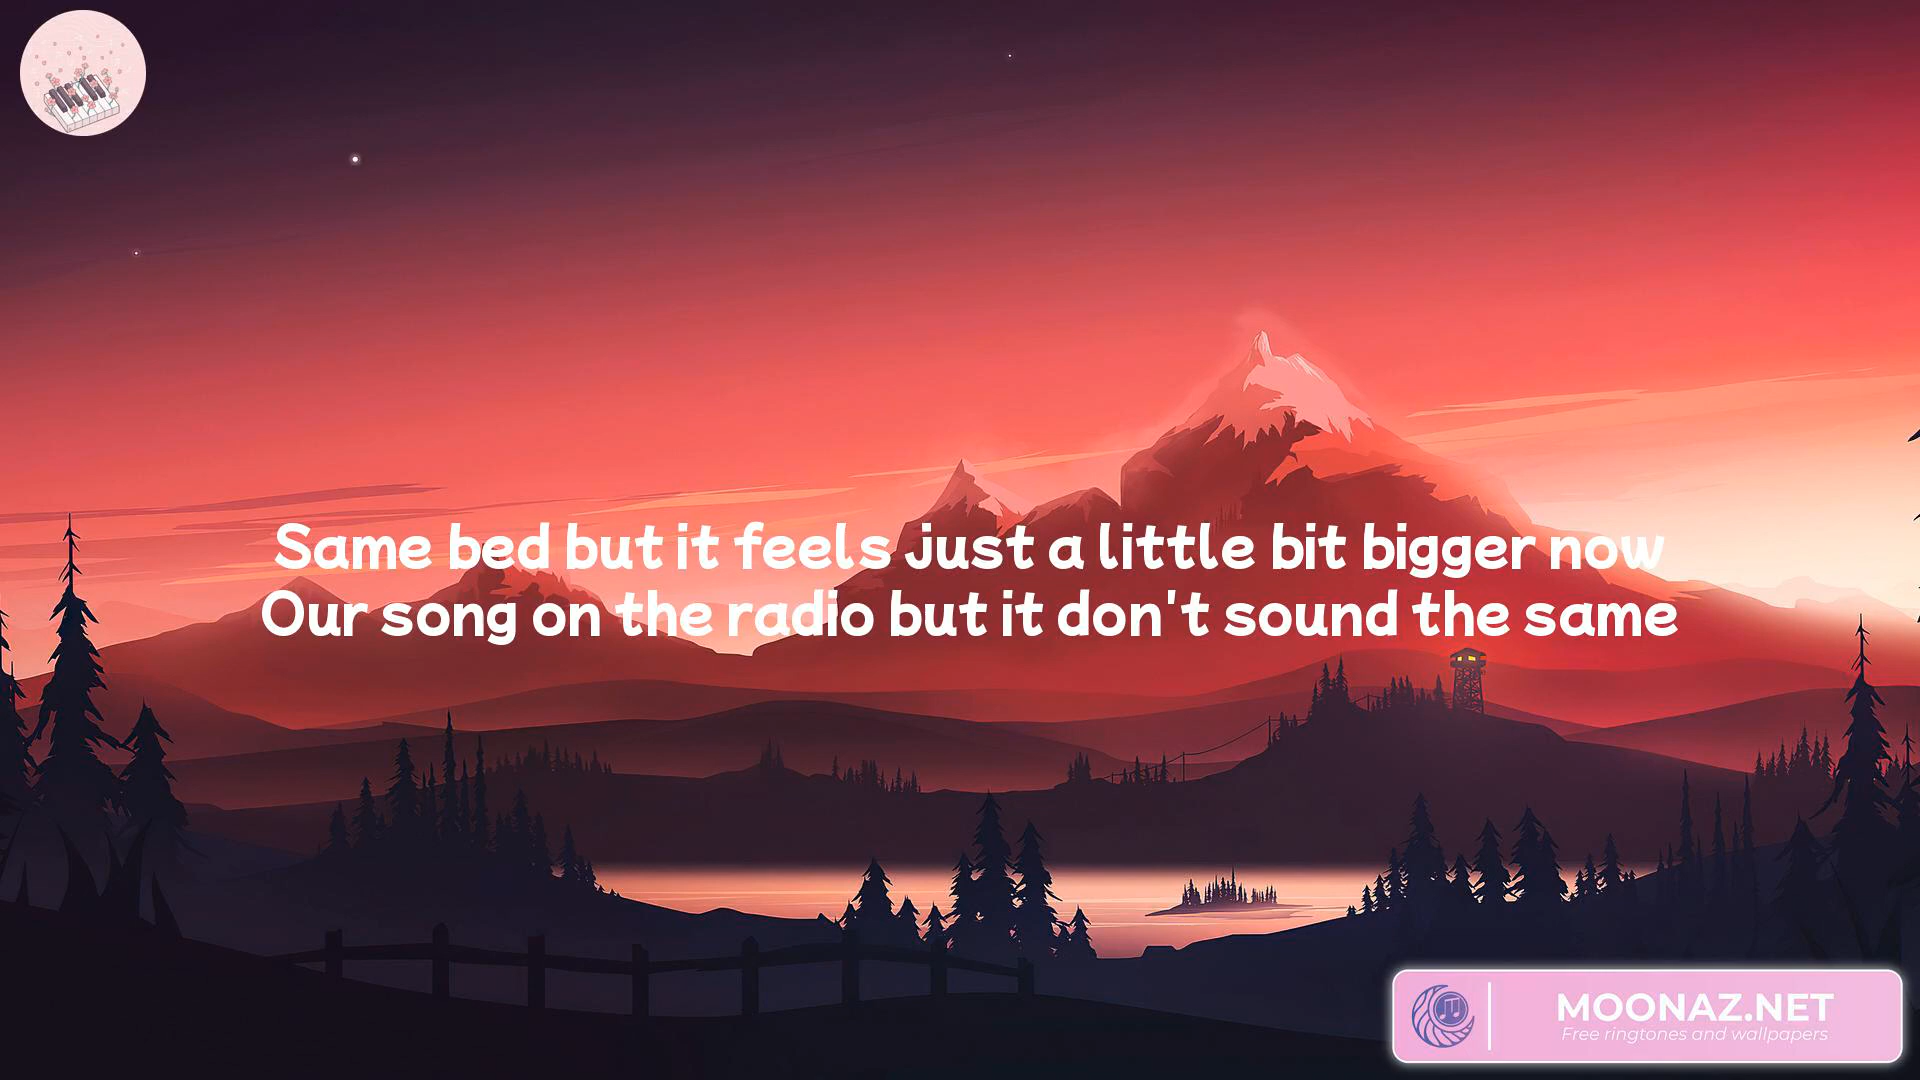 Same bed but it feels just a little bit bigger now
Our song on the radio but it don't sound the same
MOONAZ.NET
Free ringtones and wallpapers